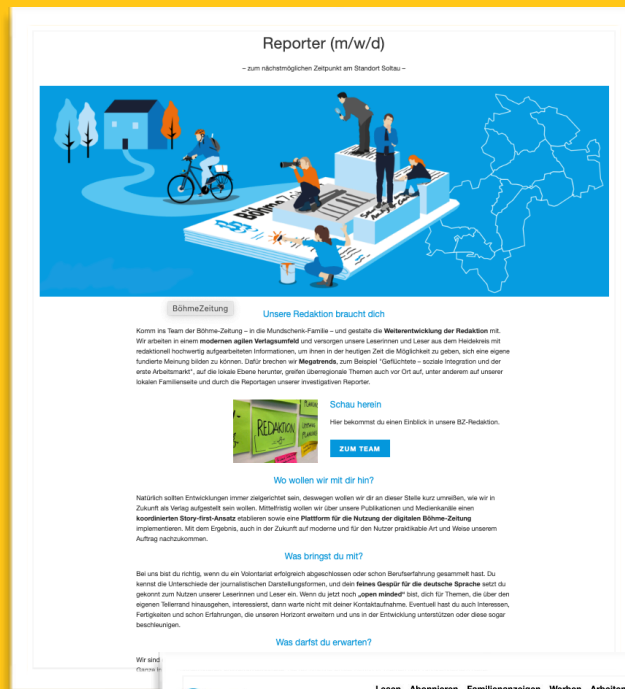 Reporter (m/w/d)
– zum nächstmöglichen Zeitpunkt am Standort Soltau –
Böhme
BöhmeZeitung
Unsere Redaktion braucht dich
Komm ins Team der Böhme-Zeitung – in die Mundschenk-Familie – und gestalte die Weiterentwicklung der Redaktion mit.
Wir arbeiten in einem modernen agilen Verlagsumfeld und versorgen unsere Leserinnen und Leser aus dem Heidekreis mit
redaktionell hochwertig aufgearbeiteten Informationen, um ihnen in der heutigen Zeit die Möglichkeit zu geben, sich eine eigene
fundierte Meinung bilden zu können. Dafür brechen wir Megatrends, zum Beispiel "Geflüchtete – soziale Integration und der
erste Arbeitsmarkt", auf die lokale Ebene herunter, greifen überregionale Themen auch vor Ort auf, unter anderem auf unserer
lokalen Familienseite und durch die Reportagen unserer investigativen Reporter.
REDAKTION
Schau herein
Hier bekommst du einen Einblick in unsere BZ-Redaktion.
ZUM TEAM
Wo wollen wir mit dir hin?
Natürlich sollten Entwicklungen immer zielgerichtet sein, deswegen wollen wir dir an dieser Stelle kurz umreißen, wie wir in
Zukunft als Verlag aufgestellt sein wollen. Mittelfristig wollen wir über unsere Publikationen und Medienkanäle einen
koordinierten Story-first-Ansatz etablieren sowie eine Plattform für die Nutzung der digitalen Böhme-Zeitung
implementieren. Mit dem Ergebnis, auch in der Zukunft auf moderne und für den Nutzer praktikable Art und Weise unserem
Auftrag nachzukommen.
Was bringst du mit?
Bei uns bist du richtig, wenn du ein Volontariat erfolgreich abgeschlossen oder schon Berufserfahrung gesammelt hast. Du
kennst die Unterschiede der journalistischen Darstellungsformen, und dein feines Gespür für die deutsche Sprache setzt du
gekonnt zum Nutzen unserer Leserinnen und Leser ein. Wenn du jetzt noch „open minded" bist, dich für Themen, die über den
eigenen Tellerrand hinausgehen, interessierst, dann warte nicht mit deiner Kontaktaufnahme. Eventuell hast du auch Interessen,
Fertigkeiten und schon Erfahrungen, die unseren Horizont erweitern und uns in der Entwicklung unterstützen oder diese sogar
beschleunigen.
Was darfst du erwarten?
Wir sind
Lesen Abonnieren Familienanzeigen Werben Arbeiten